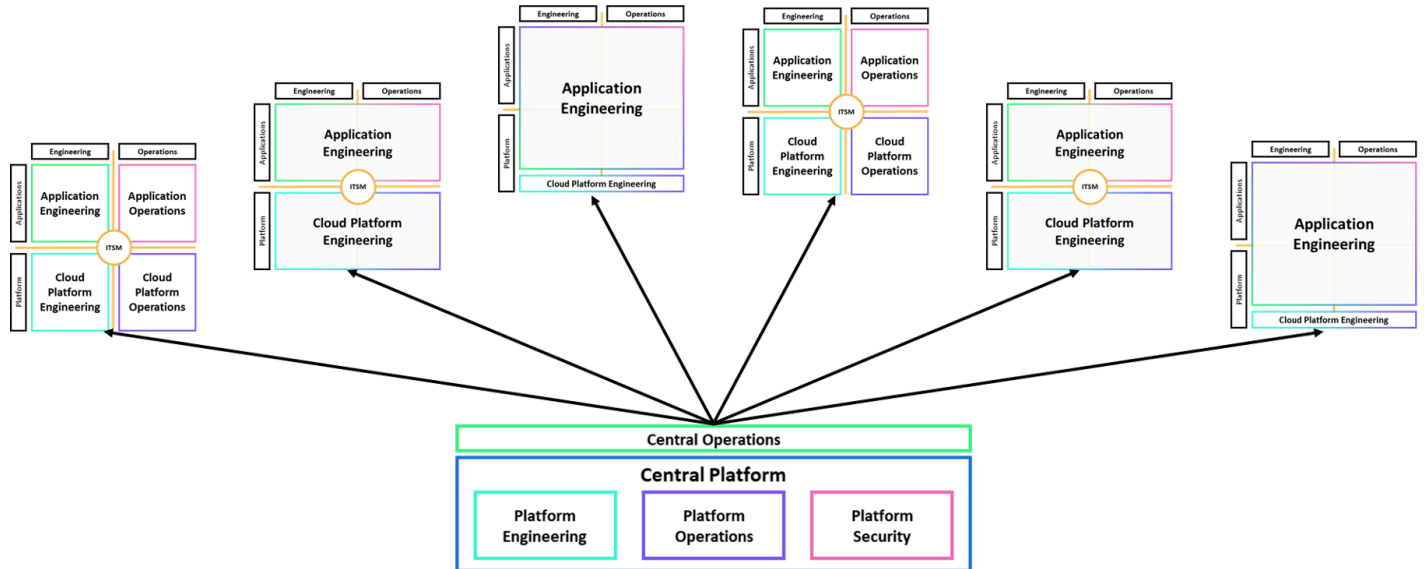 Engineering
Operations
Applications
Platform
Application
Engineering
Application
Operations
ITSM
Cloud
Platform
Engineering
Cloud
Platform
Operations
Engineering
Operations
Applications
Platform
Application
Engineering
ITSM
Cloud Platform
Engineering
Engineering
Operations
Applications
Platform
Application
Engineering
Cloud Platform Engineering
Engineering
Operations
Applications
Platform
Application
Engineering
Application
Operations
ITSM
Cloud
Platform
Engineering
Cloud
Platform
Operations
Engineering
Operations
Applications
Platform
Application
Engineering
ITSM
Cloud Platform
Engineering
Engineering
Operations
Applications
Platform
Application
Engineering
Cloud Platform Engineering
Central Operations
Central Platform
Platform
Engineering
Platform
Operations
Platform
Security